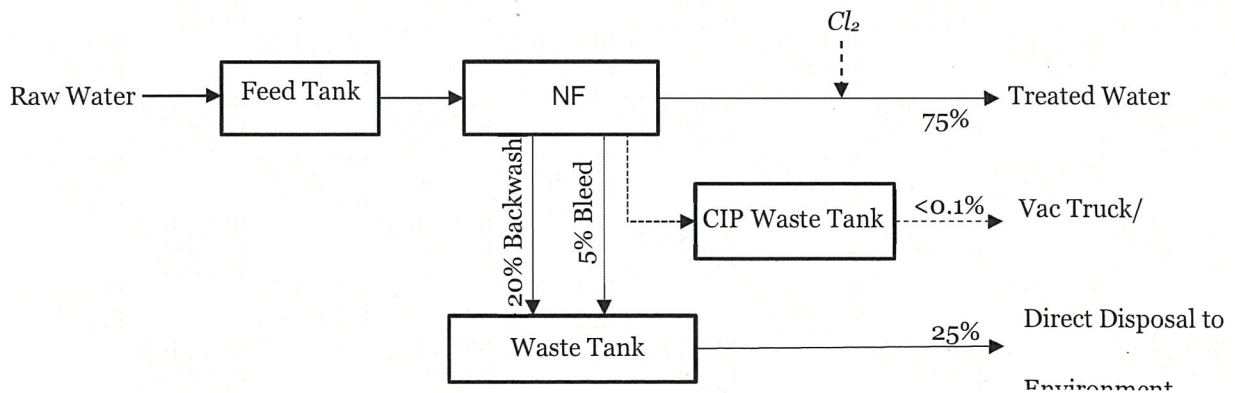 Cl₂
Raw Water
Feed Tank
NF
75%
Treated Water
20% Backwash
5% Bleed
CIP Waste Tank
<0.1%
Vac Truck/
Waste Tank
25%
Direct Disposal to
Environment